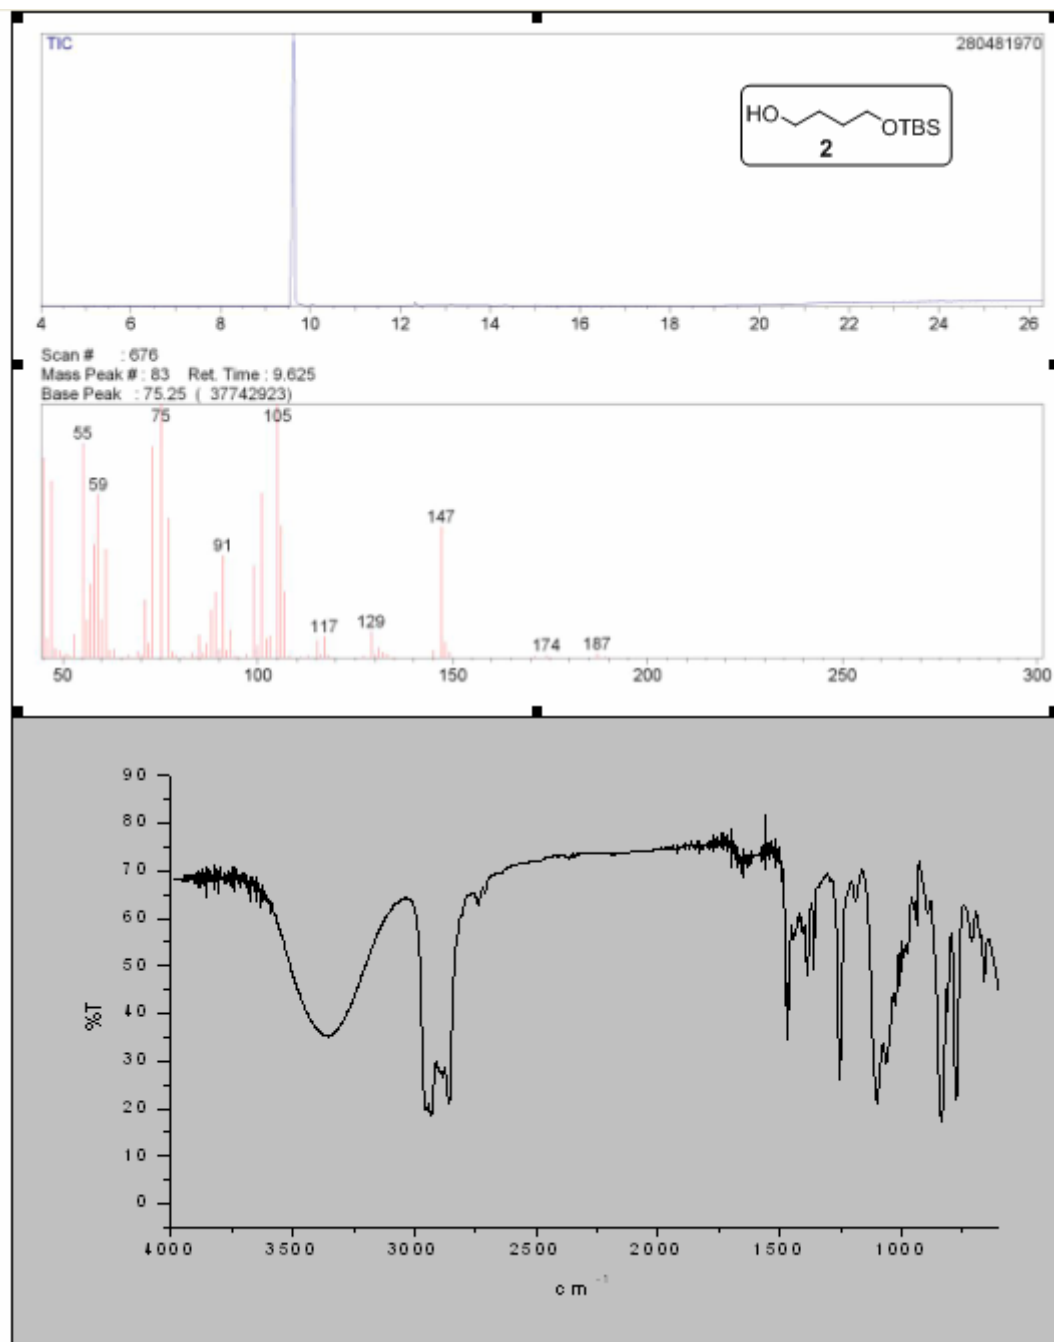 TIC 280481970
HO OTBS
2
4 6 8 10 12 14 16 18 20 22 24 26
Scan # : 676
Mass Peak # : 83 Ret. Time : 9.625
Base Peak : 75.25 ( 37742923)
55 75 105
59
147
91
117 129 174 187
50 100 150 200 250 300
90
80
70
60
50
40
%T
30
20
10
0
4000 3500 3000 2500 2000 1500 1000
cm -1